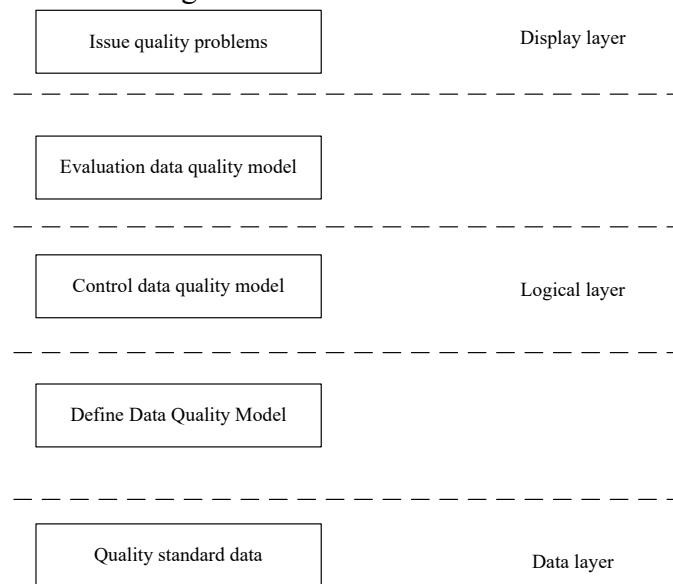 Issue quality problems
Display layer
Evaluation data quality model
Control data quality model
Logical layer
Define Data Quality Model
Quality standard data
Data layer